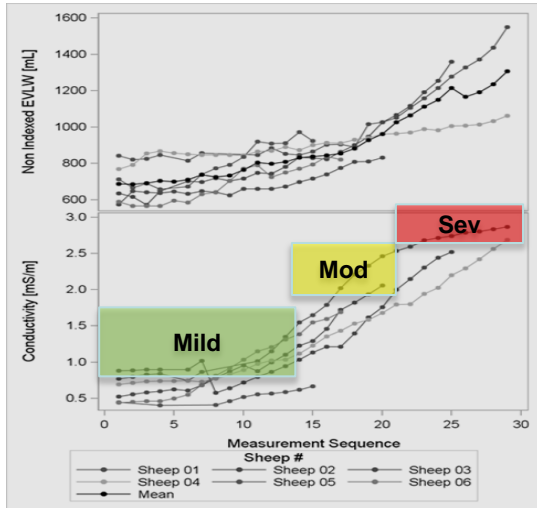 1600
1400
1200
1000
800
600
Non Indexed EVLW [mL]
3.0
2.5
2.0
1.5
1.0
0.5
Conductivity [mS/m]
Sev
Mod
Mild
0 5 10 15 20 25 30
Measurement Sequence
Sheep #
Sheep 01 Sheep 02 Sheep 03
Sheep 04 Sheep 05 Sheep 06
Mean